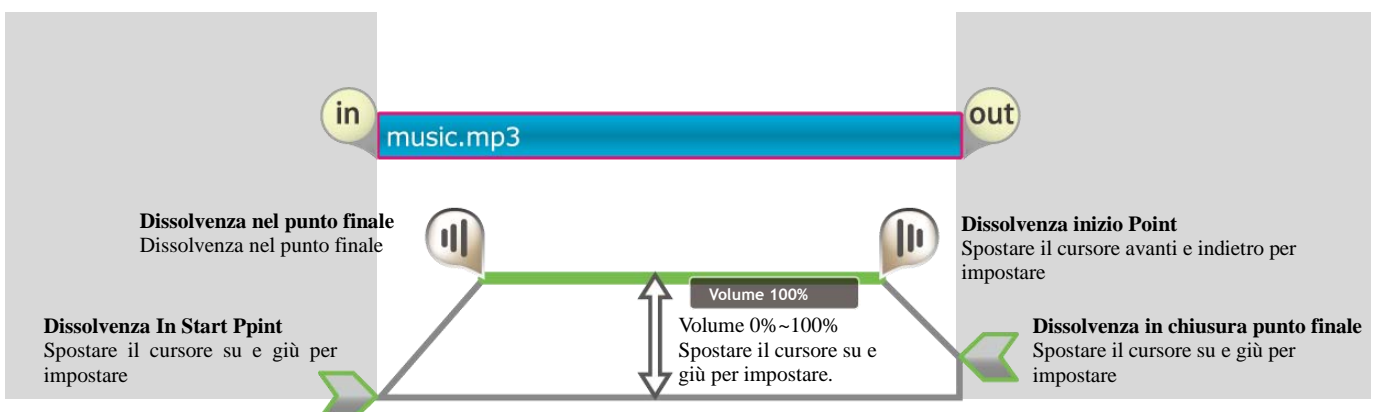 in
out
music.mp3
Dissolvenza nel punto finale
Dissolvenza nel punto finale
Dissolvenza inizio Point
Spostare il cursore avanti e indietro per
impostare
Volume 100%
Volume 0%~100%
Spostare il cursore su e
giù per impostare.
Dissolvenza In Start Ppint
Spostare il cursore su e giù per
impostare
Dissolvenza in chiusura punto finale
Spostare il cursore su e giù per
impostare